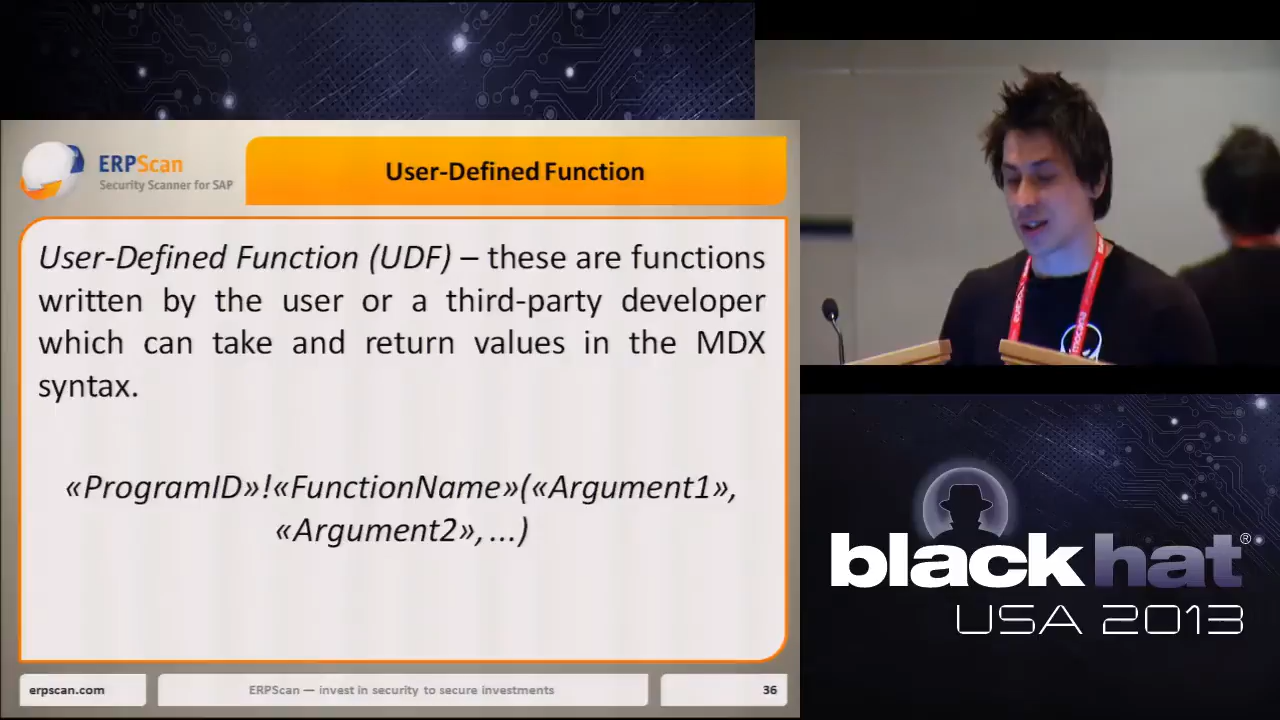 ERPScan
Security Scanner for SAP
User-Defined Function
User-Defined Function (UDF) – these are functions
written by the user or a third-party developer
which can take and return values in the MDX
syntax.
«ProgramID»!«FunctionName»(«Argument1»,
«Argument2», ...)
erpscan.com
ERPScan — invest in security to secure investments
36
black hat®
USA 2013